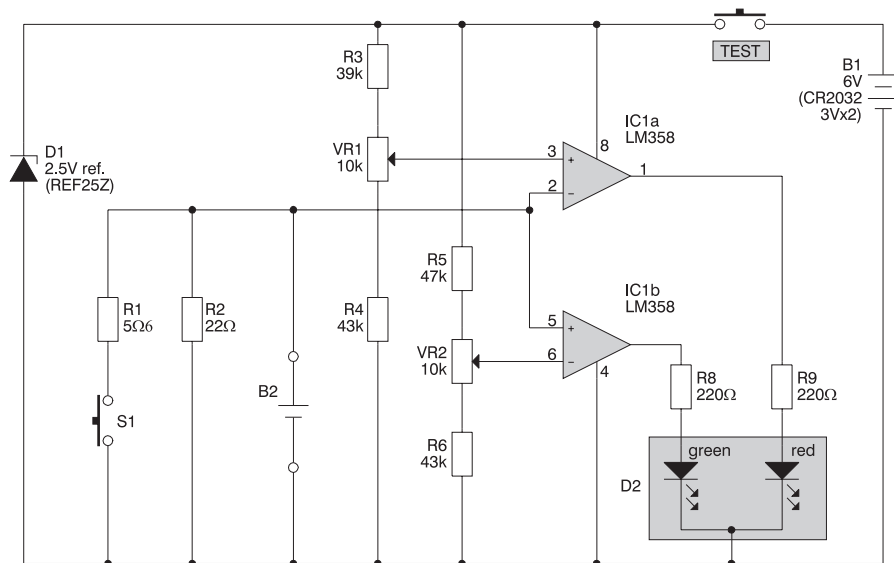 TEST
B1
6V
(CR2032
3Vx2)
R3
39k
IC1a
LM358
D1
2.5V ref.
(REF25Z)
VR1
10k
3
+
8
1
2
−
R5
47k
IC1b
LM358
R1
5Ω6
R2
22Ω
R4
43k
5
+
VR2
10k
6
−
4
B2
S1
R8
220Ω
R9
220Ω
R6
43k
green
red
D2